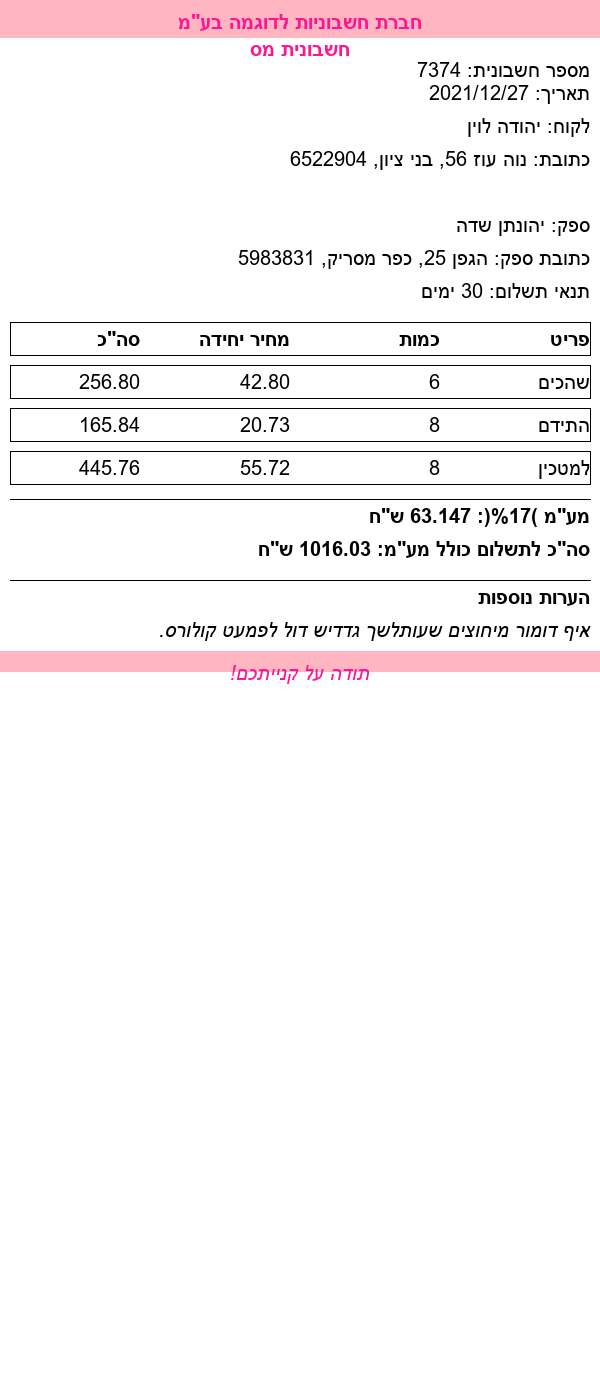 חברת חשבוניות לדוגמה בע"מ
חשבונית מס
מספר חשבונית: 7374
תאריך: 2021/12/27
לקוח: יהודה לוין
כתובת: נוה עוז 56, בני ציון, 6522904
ספק: יהונתן שדה
כתובת ספק: הגפן 25, כפר מסריק, 5983831
תנאי תשלום: 30 ימים
פריט כמות מחיר יחידה סה"כ
שהכים 6 42.80 256.80
התידם 8 20.73 165.84
למטכין 8 55.72 445.76
מע"מ )17%(: 63.147 ש"ח
סה"כ לתשלום כולל מע"מ: 1016.03 ש"ח
הערות נוספות
איף דומור מיחוצים שעותלשך גדדיש דול לפמעט קולורס.
תודה על קנייתכם!